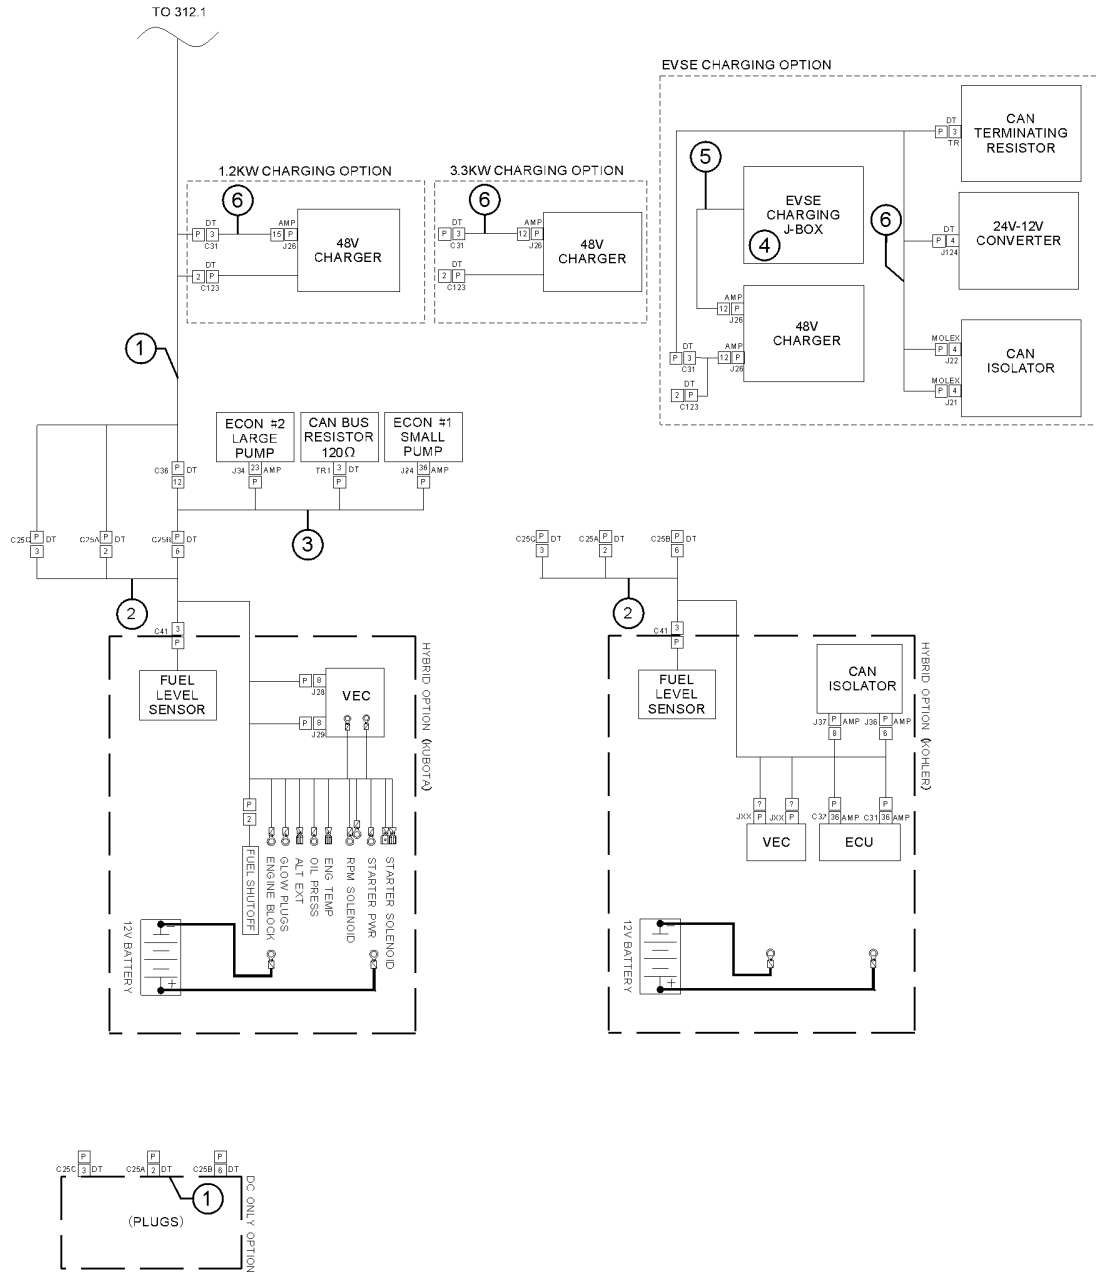 TO 312.1
EVSE CHARGING OPTION
DT
P 3
TR
CAN
TERMINATING
RESISTOR
5
EVSE
CHARGING
J-BOX
4
6
DT
P 4
J124
24V-12V
CONVERTER
AMP
12 P
J26
48V
CHARGER
DT
P 3
C31
AMP
12 P
J26
DT
2 P
C123
MOLEX
P 4
J22
MOLEX
P 4
J21
CAN
ISOLATOR
1.2KW CHARGING OPTION
6
DT
P 3
C31
AMP
15 P
J26
48V
CHARGER
DT
2 P
C123
3.3KW CHARGING OPTION
6
DT
P 3
C31
AMP
12 P
J26
48V
CHARGER
DT
2 P
C123
1
ECON #2
LARGE
PUMP
J34 23 AMP
P
CAN BUS
RESISTOR
120Ω
TR1 3 DT
P
ECON #1
SMALL
PUMP
J24 36 AMP
P
C36 P DT
12
3
C25C P DT
3
C25A P DT
2
C25B P DT
6
2
C41 3
P
FUEL
LEVEL
SENSOR
HYBRID OPTION (KUBOTA)
P 8
J28
P 8
J29
VEC
P
2
FUEL SHUTOFF
ENGINE BLOCK
GLOW PLUGS
ALT EXT
OIL PRESS
ENG TEMP
RPM SOLENOID
STARTER PWR
STARTER SOLENOID
12V BATTERY
−
+
C25C P DT
3
C25A P DT
2
C25B P DT
6
2
C41 3
P
FUEL
LEVEL
SENSOR
HYBRID OPTION (KOHLER)
CAN
ISOLATOR
J37 P AMP
8
J36 P AMP
6
?
JXX P
?
JXX P
VEC
P
C37 36 AMP
P
C31 36 AMP
ECU
12V BATTERY
−
+
P
C25C 3 DT
P
C25A 2 DT
P
C25B 6 DT
1
(PLUGS)
DC ONLY OPTION